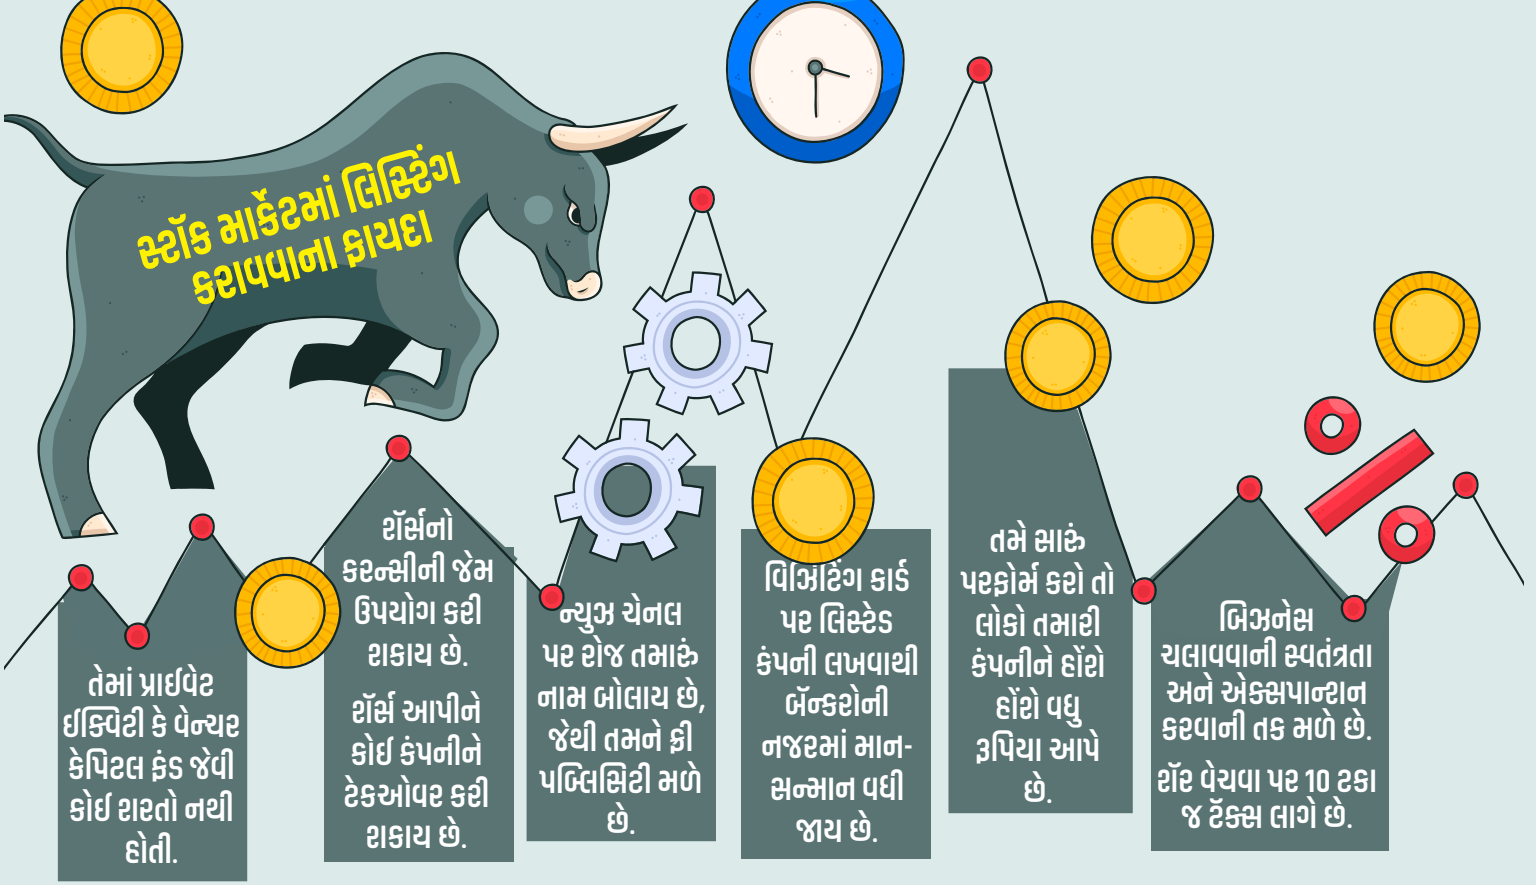 સ્ટૉક માર્કેટમાં લિસ્ટિંગ
કરાવવાના ફાયદા
તેમાં પ્રાઈવેટ
ઈક્વિટી કે વેન્ચર
કેપિટલ ફંડ જેવી
કોઈ શરતો નથી
હોતી.
શૅર્સનો
કરન્સીની જેમ
ઉપયોગ કરી
શકાય છે.
શૅર્સ આપીને
કોઈ કંપનીને
ટેકઓવર કરી
શકાય છે.
ન્યુઝ ચેનલ
પર રોજ તમારું
નામ બોલાય છે,
જેથી તમને ફ્રી
પબ્લિસિટી મળે
છે.
વિઝિટિંગ કાર્ડ
પર લિસ્ટેડ
કંપની લખવાથી
બૅન્કરોની
નજરમાં માન-
સન્માન વધી
જાય છે.
તમે સારું
પરફોર્મ કરો તો
લોકો તમારી
કંપનીને હોંશે
હોંશે વધુ
રૂપિયા આપે
છે.
બિઝનેસ
ચલાવવાની સ્વતંત્રતા
અને એક્સપાન્શન
કરવાની તક મળે છે.
શૅર વેચવા પર 10 ટકા
જ ટૅક્સ લાગે છે.